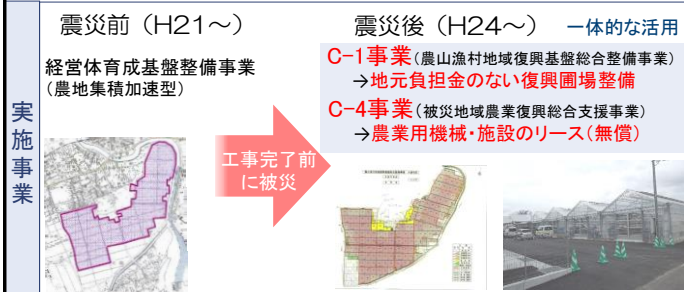 実施事業
震災前（H21～）
経営体育成基盤整備事業
（農地集積加速型）
工事完了前
に被災
震災後（H24～）
一体的な活用
C-1事業（農山漁村地域復興基盤総合整備事業）
→地元負担金のない復興圃場整備
C-4事業（被災地域農業復興総合支援事業）
→農業用機械・施設のリース（無償）